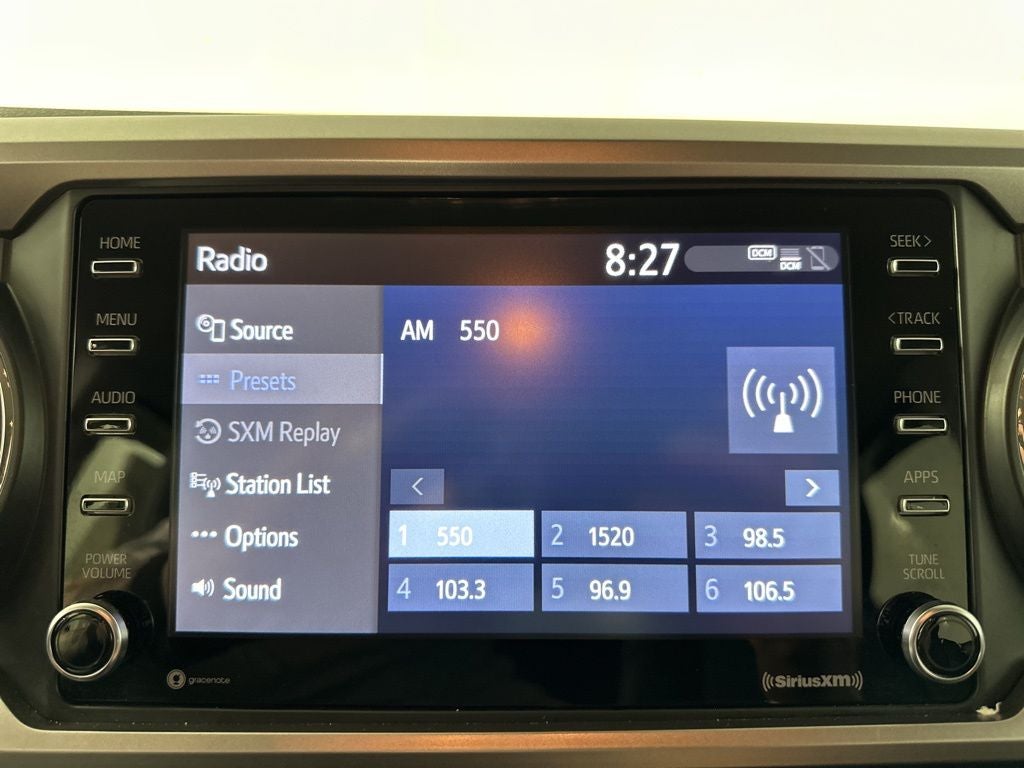 HOME
MENU
AUDIO
MAP
POWER
VOLUME
Radio
8:27
DCM
DCM
Source
Presets
SXM Replay
Station List
Options
Sound
AM 550
<
>
1 550
2 1520
3 98.5
4 103.3
5 96.9
6 106.5
SEEK >
< TRACK
PHONE
APPS
TUNE
SCROLL
gracenote
SiriusXM